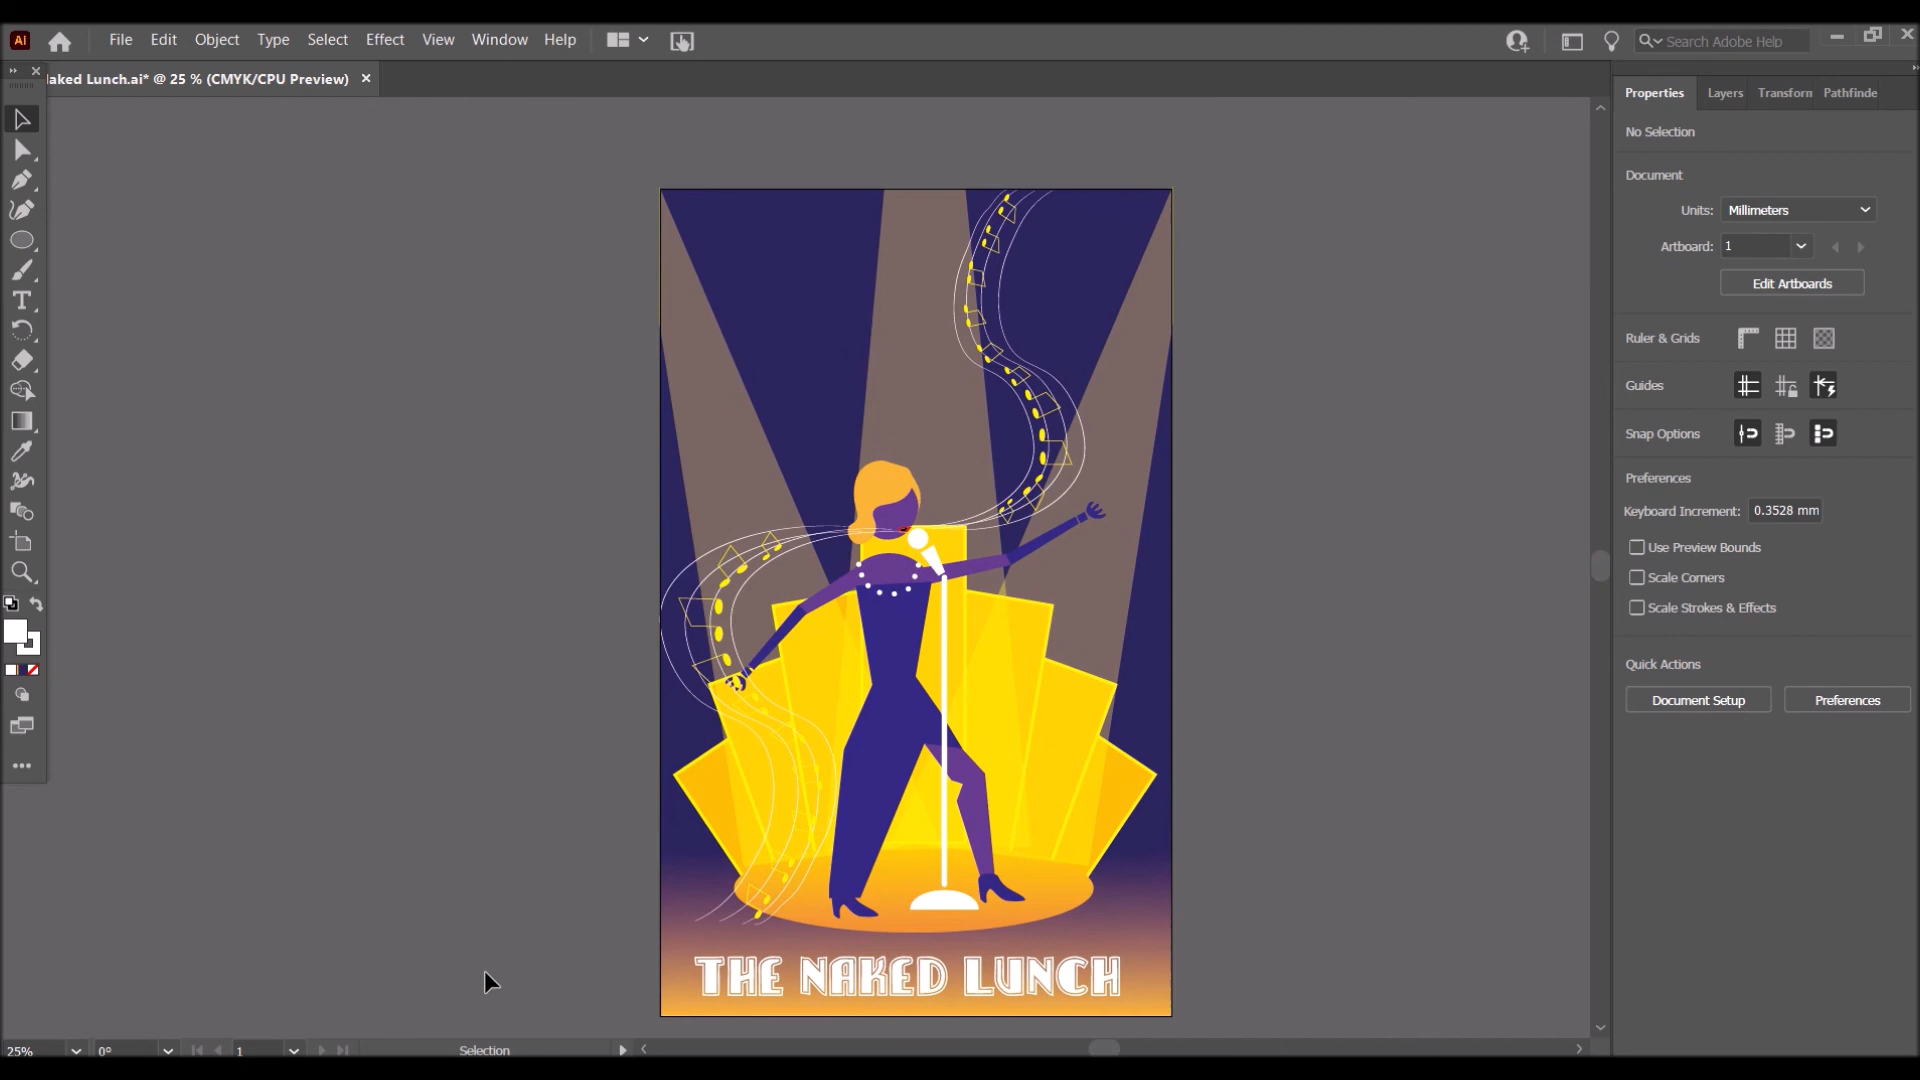 Ai File Edit Object Type Select Effect View Window Help Search Adobe Help
aked Lunch.ai* @ 25 % (CMYK/CPU Preview)
Properties Layers Transform Pathfinde
No Selection
Document
Units: Millimeters
Artboard: 1
Edit Artboards
Ruler & Grids
Guides
Snap Options
Preferences
Keyboard Increment: 0.3528 mm
Use Preview Bounds
Scale Corners
Scale Strokes & Effects
Quick Actions
Document Setup Preferences
THE NAKED LUNCH
25% 0° 1 Selection